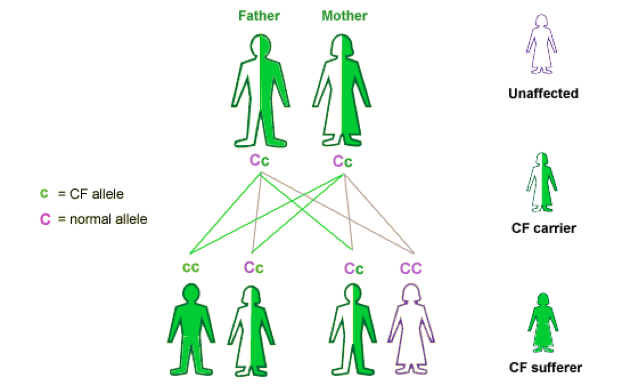 Father Mother
Unaffected
Cc Cc
c = CF allele
C = normal allele
CF carrier
cc Cc Cc CC
CF sufferer